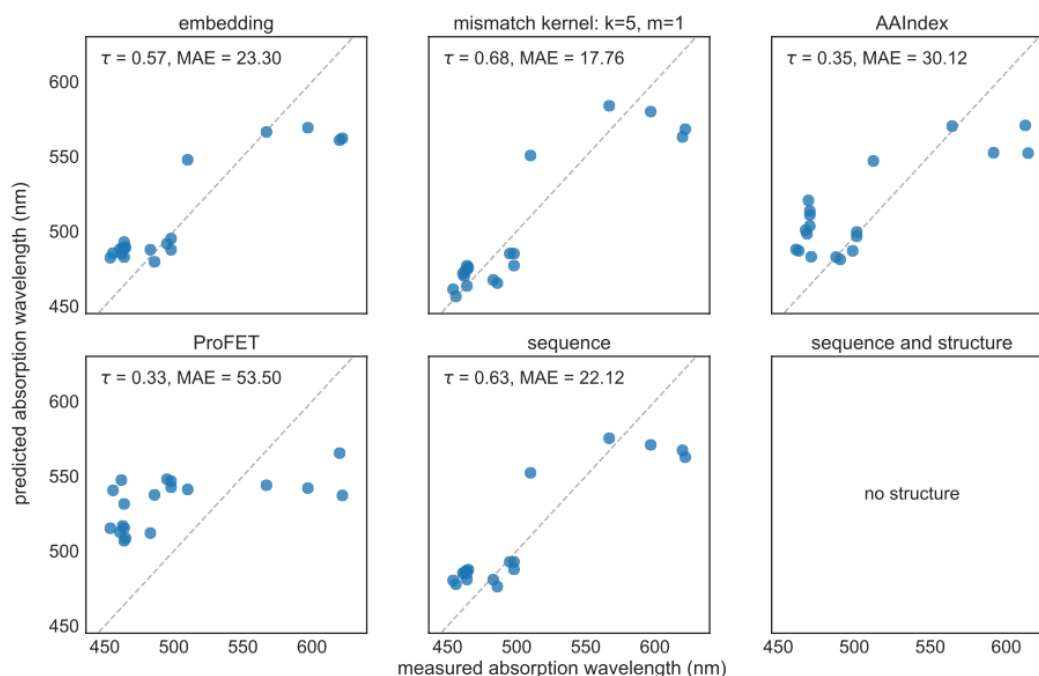 embedding
τ = 0.57, MAE = 23.30
mismatch kernel: k=5, m=1
τ = 0.68, MAE = 17.76
AAIndex
τ = 0.35, MAE = 30.12
600
550
500
450
ProFET
τ = 0.33, MAE = 53.50
sequence
τ = 0.63, MAE = 22.12
sequence and structure
no structure
600
550
500
450
predicted absorption wavelength (nm)
450 500 550 600
450 500 550 600
450 500 550 600
measured absorption wavelength (nm)